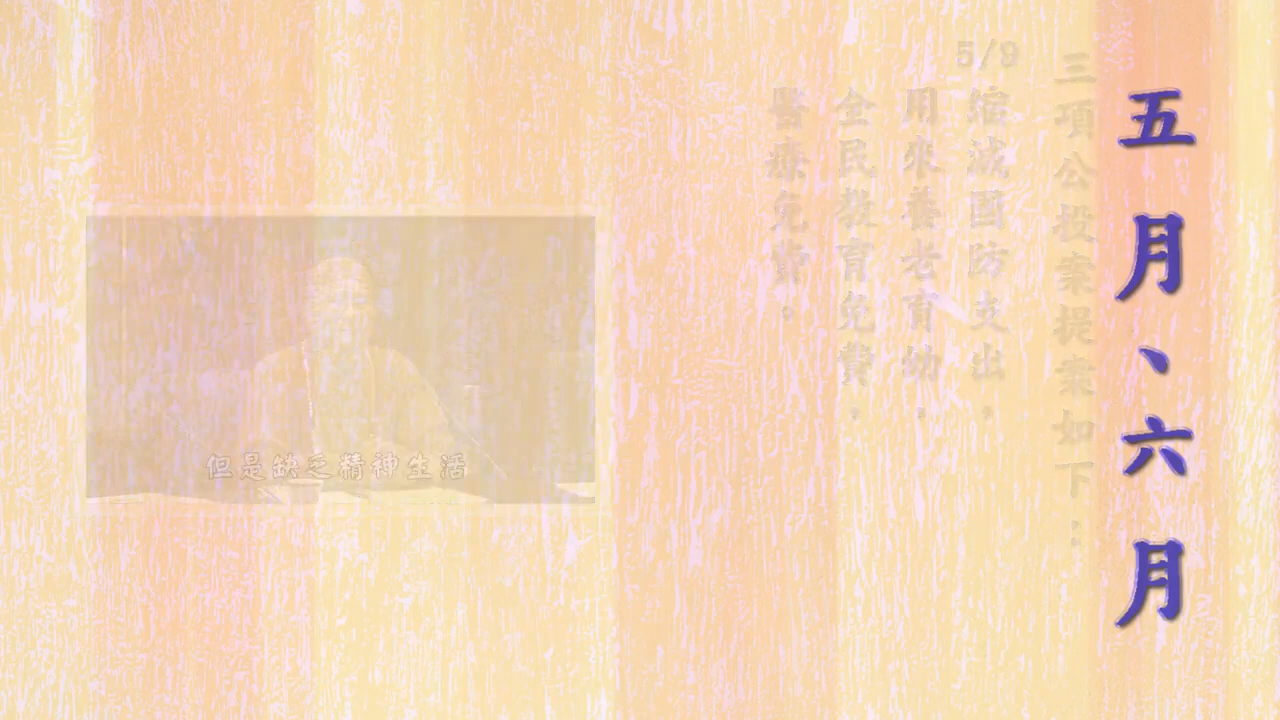 五月、六月
三項公投案提案如下：
5/9
縮減國防支出，
用來養老育幼，
全民教育免費，
醫療免費。
但是缺乏精神生活